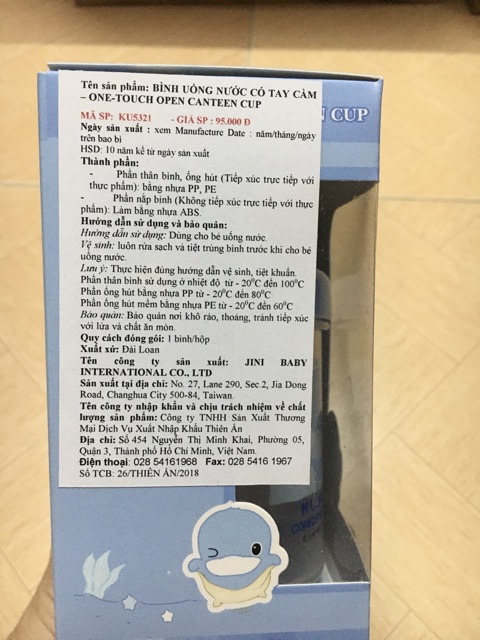 Tên sản phẩm: BÌNH UỐNG NƯỚC CÓ TAY CẦM
– ONE-TOUCH OPEN CANTEEN CUP
N CUP
MÃ SP: KU5321 - GIÁ SP : 95.000 Đ
Ngày sản xuất : xem Manufacture Date : năm/tháng/ngày
trên bao bì
HSD: 10 năm kể từ ngày sản xuất
Thành phần:
- Phần thân bình, ống hút (Tiếp xúc trực tiếp với
thực phẩm): bằng nhựa PP, PE
- Phần nắp bình (Không tiếp xúc trực tiếp với thực
phẩm): Làm bằng nhựa ABS.
Hướng dẫn sử dụng và bảo quản:
Hướng dẫn sử dụng: Dùng cho bé uống nước.
Vệ sinh: luôn rửa sạch và tiệt trùng bình trước khi cho bé
uống nước.
Lưu ý: Thực hiện đúng hướng dẫn vệ sinh, tiệt khuẩn.
Phần thân bình sử dụng ở nhiệt độ từ - 20⁰C đến 100⁰C
Phần ống hút bằng nhựa PP từ - 20⁰C đến 80⁰C
Phần ống hút mềm bằng nhựa PE từ - 20⁰C đến 60⁰C
Bảo quản: Bảo quản nơi khô ráo, thoáng, tránh tiếp xúc
với lửa và chất ăn mòn.
Quy cách đóng gói: 1 bình/hộp
Xuất xứ: Đài Loan
Tên công ty sản xuất: JINI BABY
INTERNATIONAL CO., LTD
Sản xuất tại địa chỉ: No. 27, Lane 290, Sec.2, Jia Dong
Road, Changhua City 500-84, Taiwan.
Tên công ty nhập khẩu và chịu trách nhiệm về chất
lượng sản phẩm: Công ty TNHH Sản Xuất Thương
Mại Dịch Vụ Xuất Nhập Khẩu Thiên Ân
Địa chỉ: Số 454 Nguyễn Thị Minh Khai, Phường 05,
Quận 3, Thành phố Hồ Chí Minh, Việt Nam.
Điện thoại: 028 54161968 Fax: 028 5416 1967
Số TCB: 26/THIÊN ÂN/2018